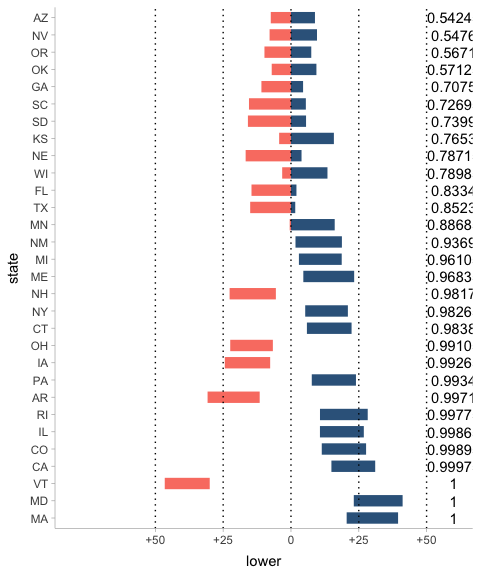 AZ 0.5424
NV 0.5476
OR 0.5671
OK 0.5712
GA 0.7075
SC 0.7269
SD 0.7399
KS 0.7653
NE 0.7871
WI 0.7898
FL 0.8334
TX 0.8523
MN 0.8868
NM 0.9369
MI 0.9610
ME 0.9683
NH 0.9817
NY 0.9826
CT 0.9838
OH 0.9910
IA 0.9926
PA 0.9934
AR 0.9971
RI 0.9977
IL 0.9986
CO 0.9989
CA 0.9997
VT 1
MD 1
MA 1
state
+50 +25 0 +25 +50
lower